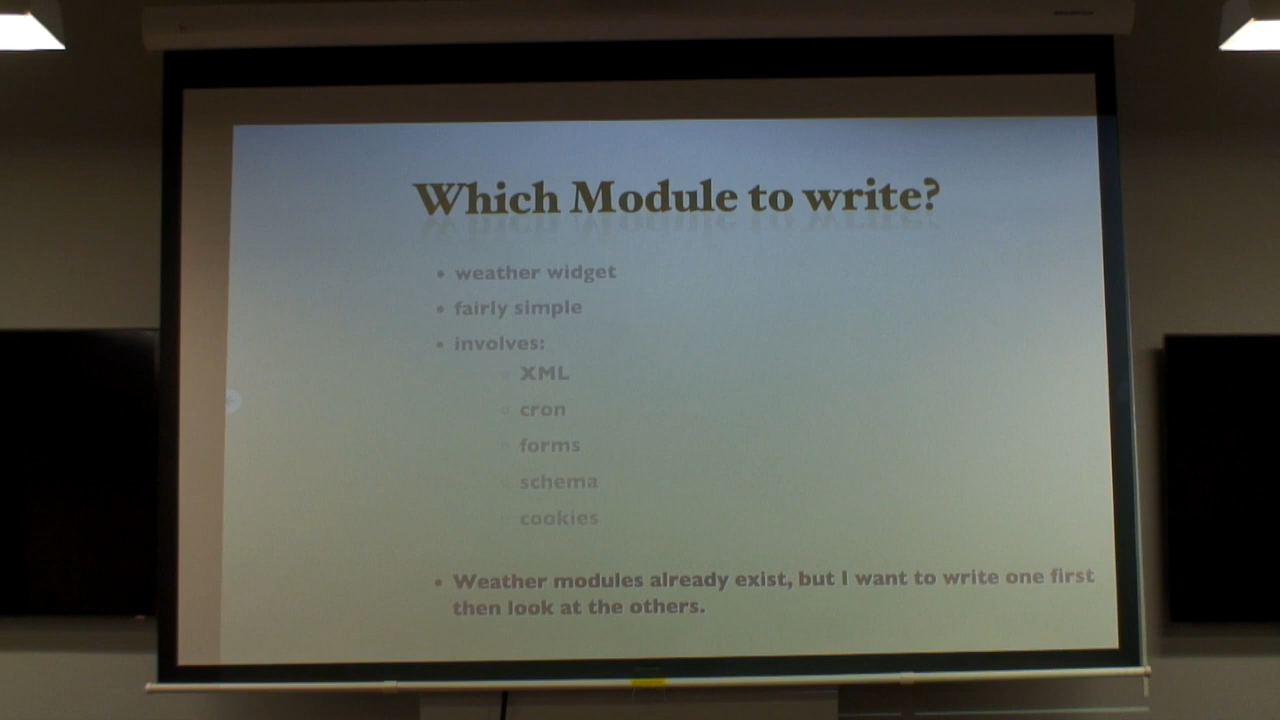 Which Module to write?
• weather widget
• fairly simple
• involves:
XML
cron
forms
schema
cookies
• Weather modules already exist, but I want to write one first
then look at the others.